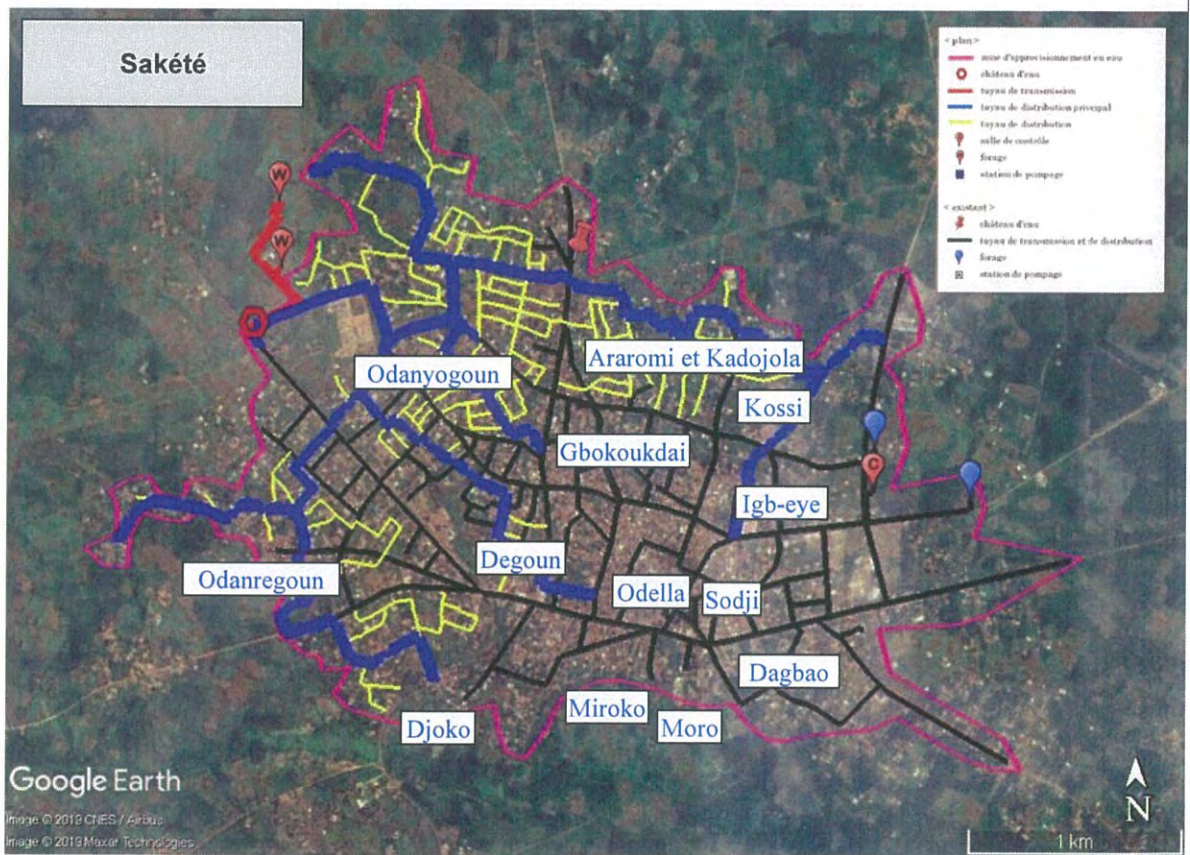 Sakété
< plan >
zone d'approvisionnement en eau
château d'eau
tuyau de transmission
tuyau de distribution privcipal
tuyau de distribution
salle de contrôle
forage
station de pompage
< existant >
château d'eau
tuyau de transmission et de distribution
forage
station de pompage
W
W
Araromi et Kadojola
Odanyogoun
Kossi
Gbokoukdai
C
Igb-eye
Degoun
Odanregoun
Odella
Sodji
Dagbao
Miroko
Djoko
Moro
Google Earth
Image © 2019 CNES / Airbus
Image © 2019 Maxar Technologies
N
1 km